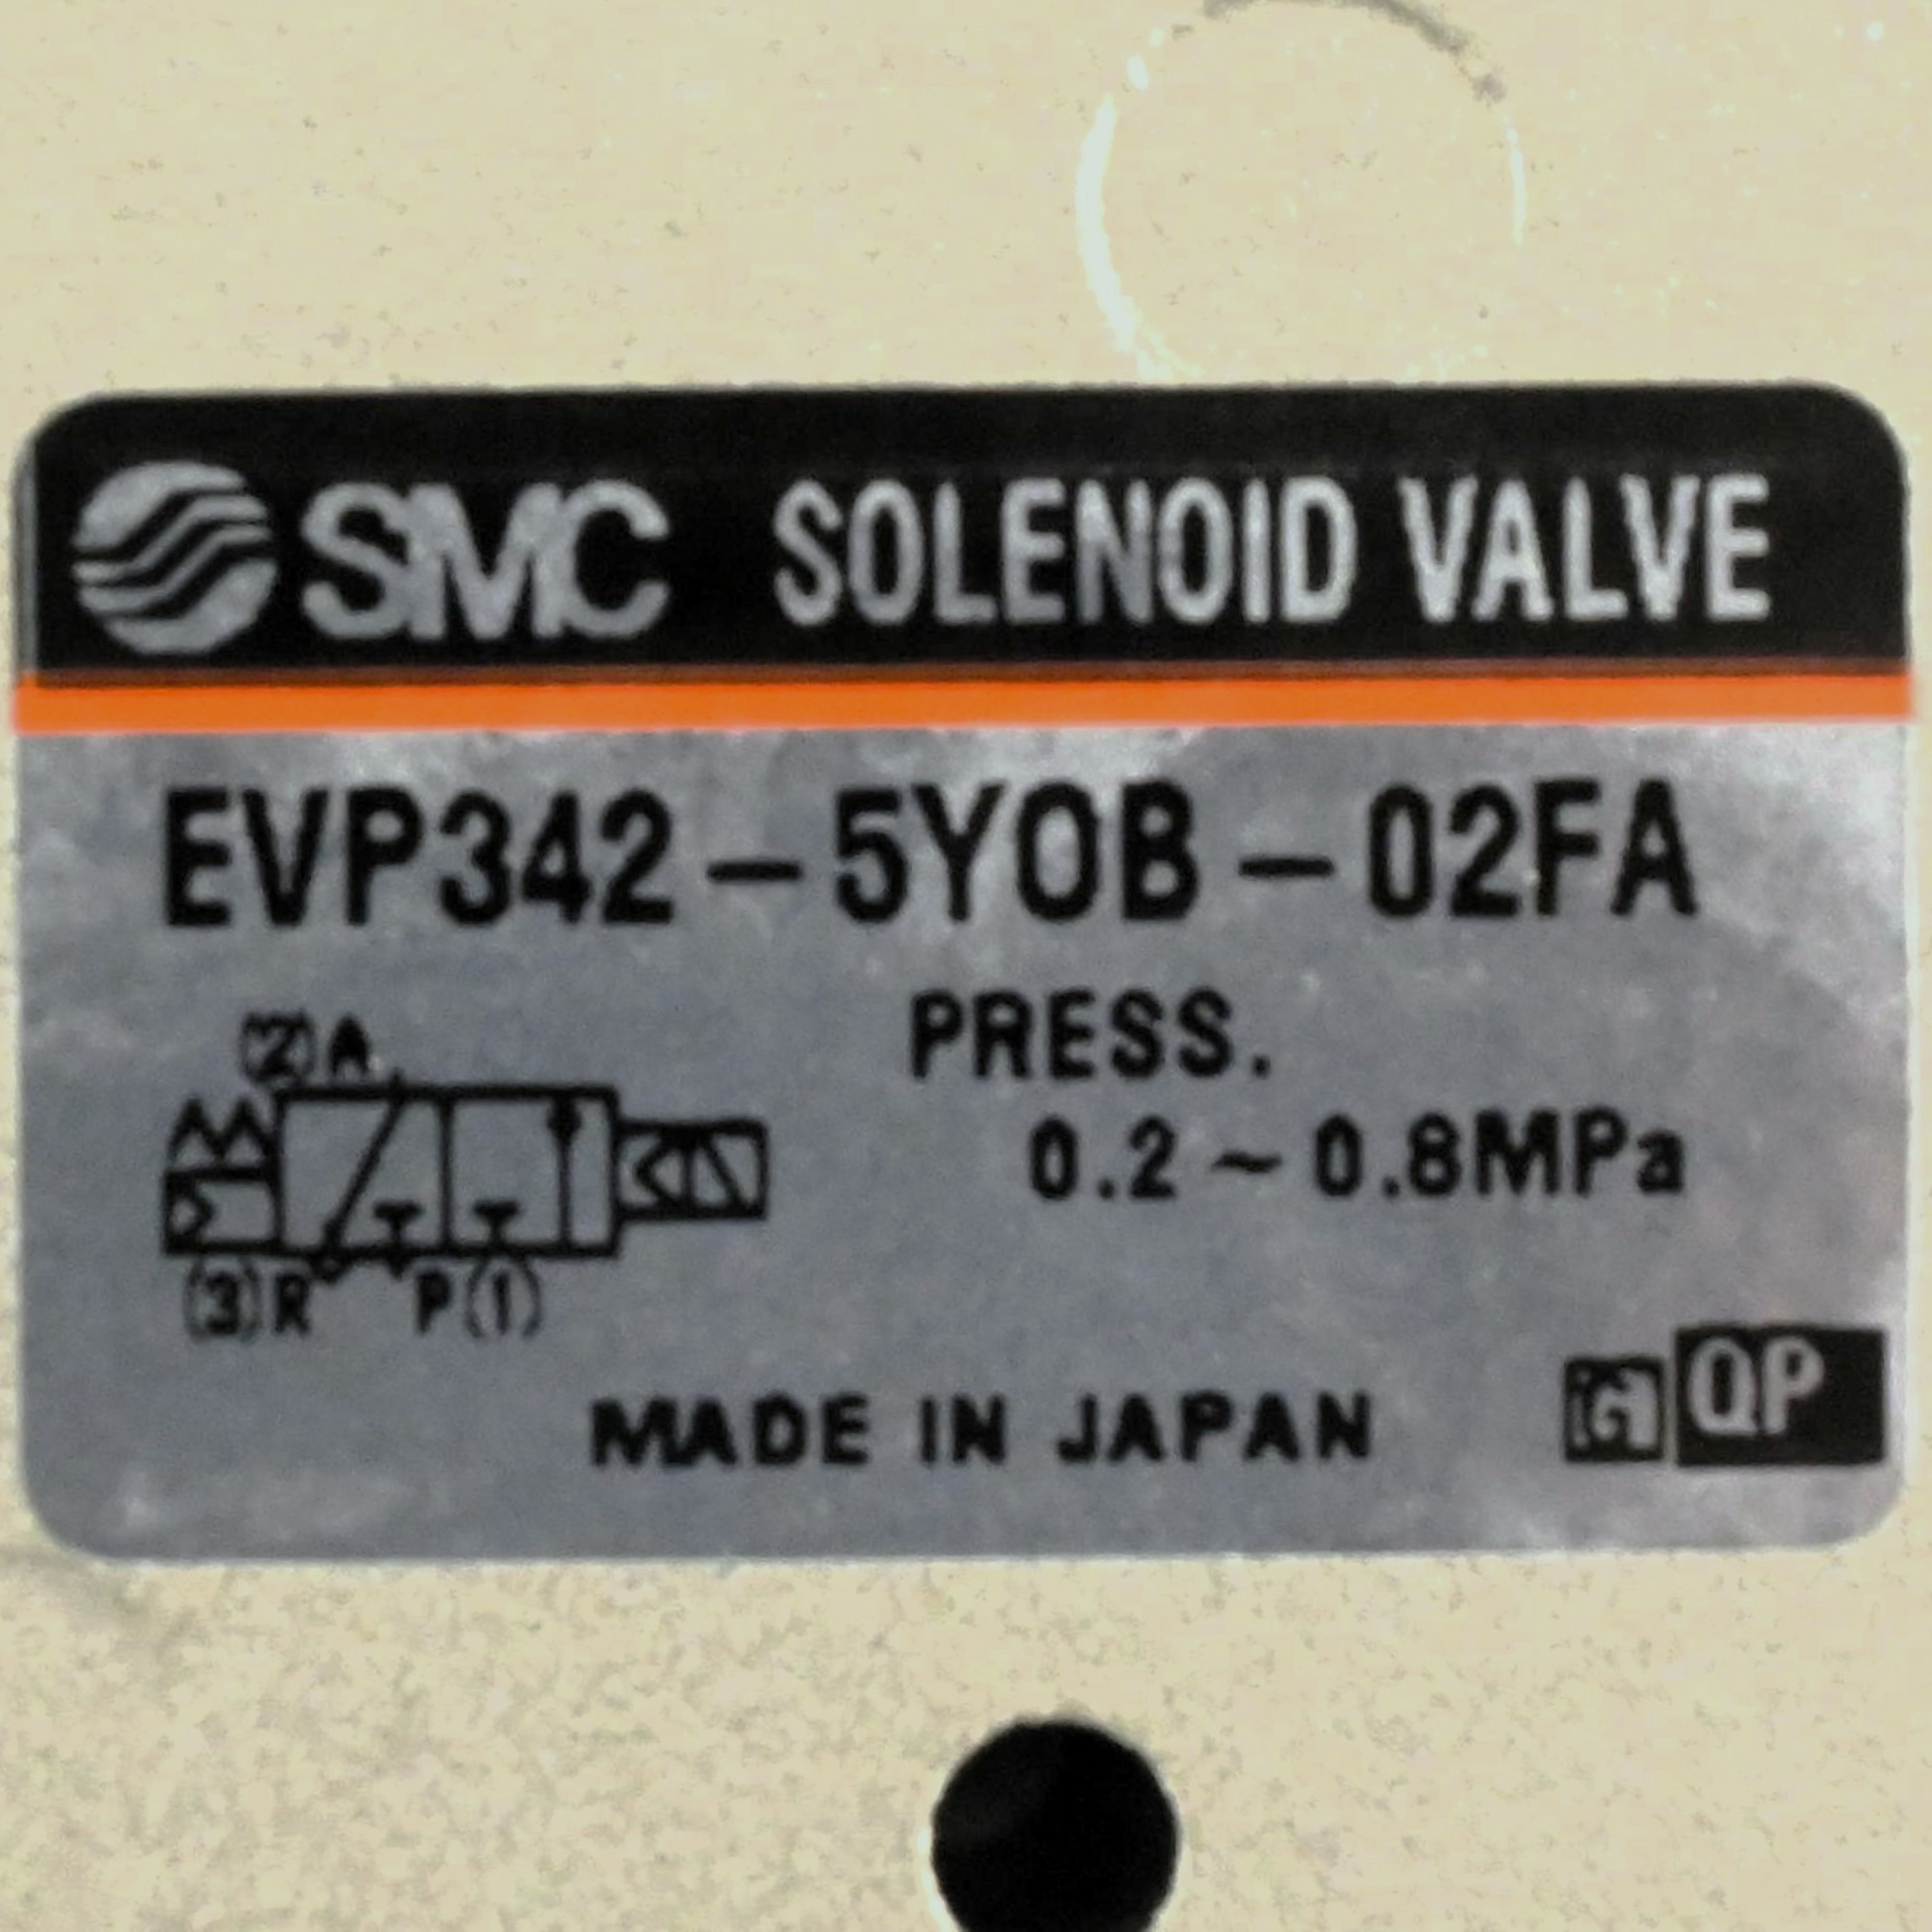 SMC SOLENOID VALVE
EVP342-5YOB-02FA
PRESS.
0.2~0.8MPa
(2)A
(3)R P(1)
MADE IN JAPAN
QP